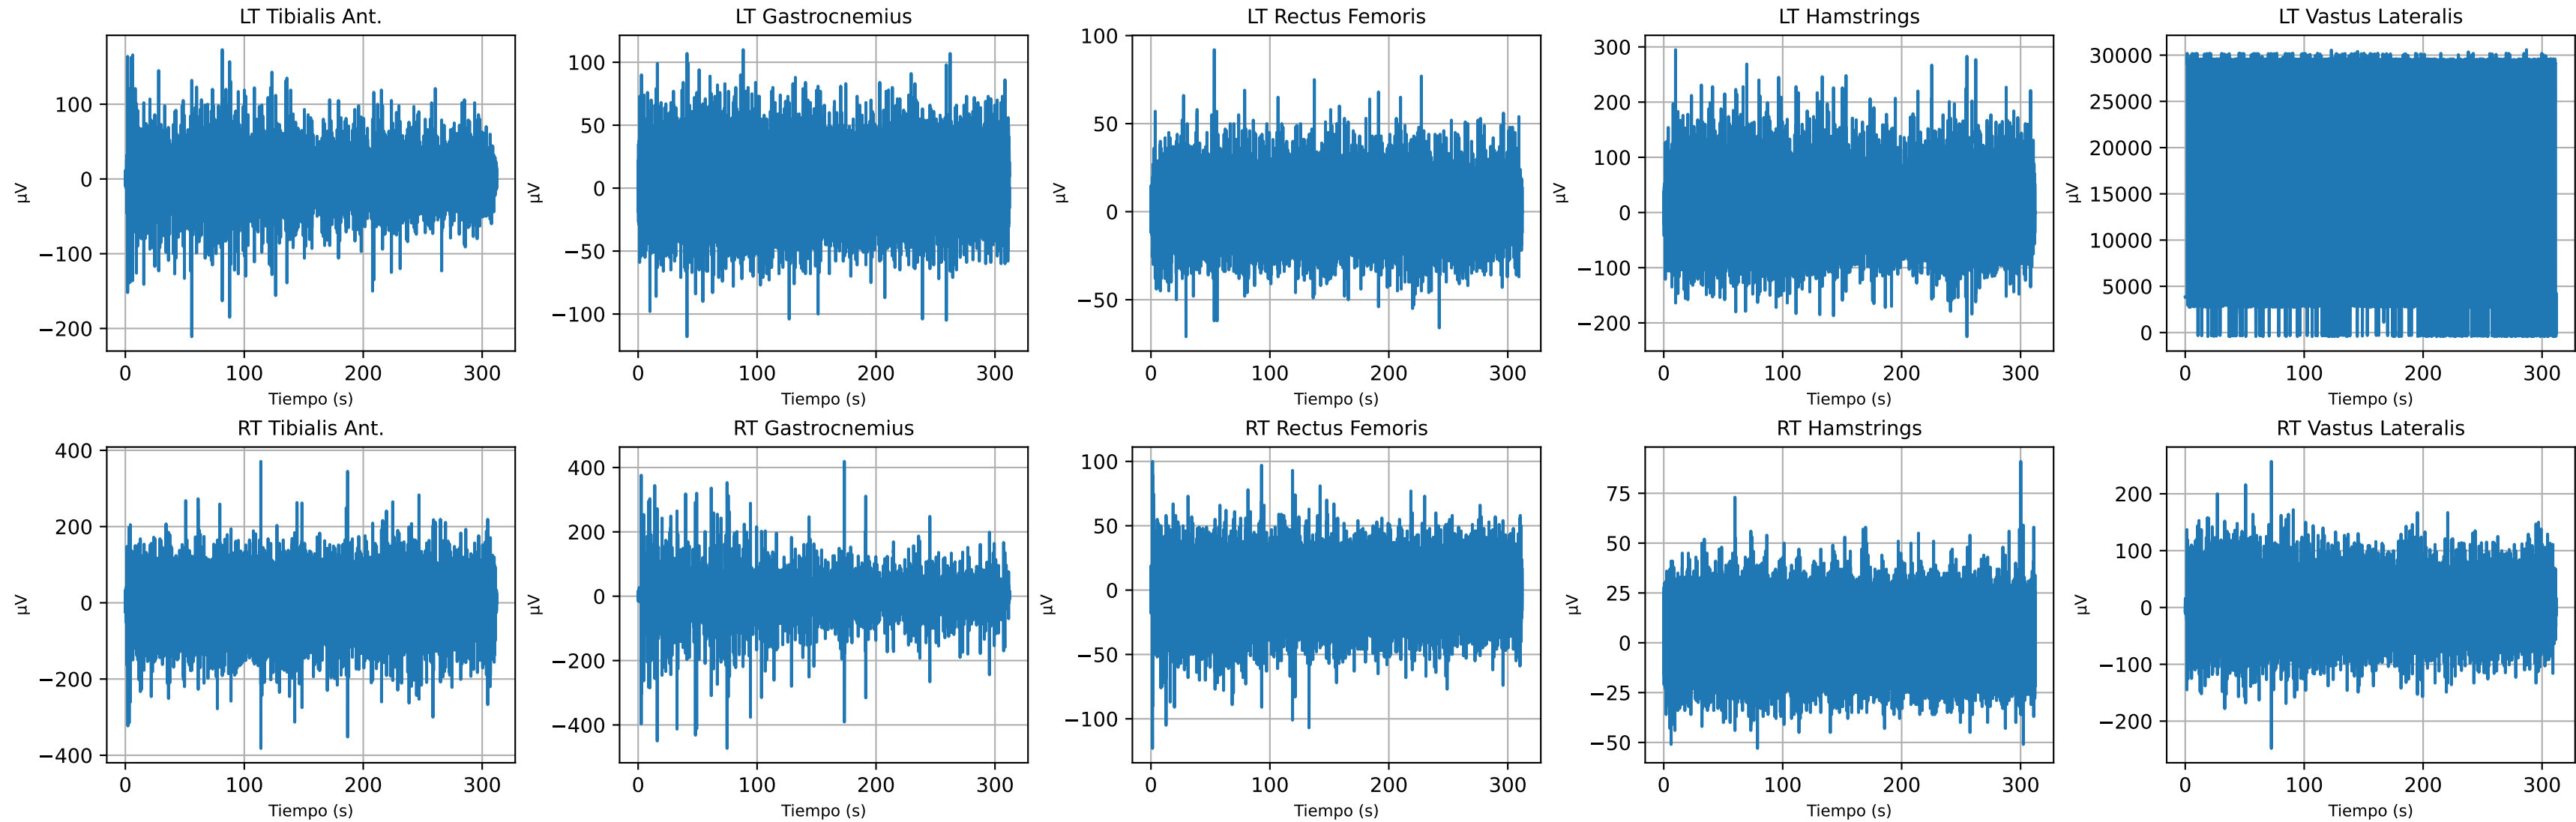 LT Tibialis Ant.
100
0
−100
−200
µV
0 100 200 300
Tiempo (s)
LT Gastrocnemius
100
50
0
−50
−100
µV
0 100 200 300
Tiempo (s)
LT Rectus Femoris
100
50
0
−50
µV
0 100 200 300
Tiempo (s)
LT Hamstrings
300
200
100
0
−100
−200
µV
0 100 200 300
Tiempo (s)
LT Vastus Lateralis
30000
25000
20000
15000
10000
5000
0
µV
0 100 200 300
Tiempo (s)
RT Tibialis Ant.
400
200
0
−200
−400
µV
0 100 200 300
Tiempo (s)
RT Gastrocnemius
400
200
0
−200
−400
µV
0 100 200 300
Tiempo (s)
RT Rectus Femoris
100
50
0
−50
−100
µV
0 100 200 300
Tiempo (s)
RT Hamstrings
75
50
25
0
−25
−50
µV
0 100 200 300
Tiempo (s)
RT Vastus Lateralis
200
100
0
−100
−200
µV
0 100 200 300
Tiempo (s)